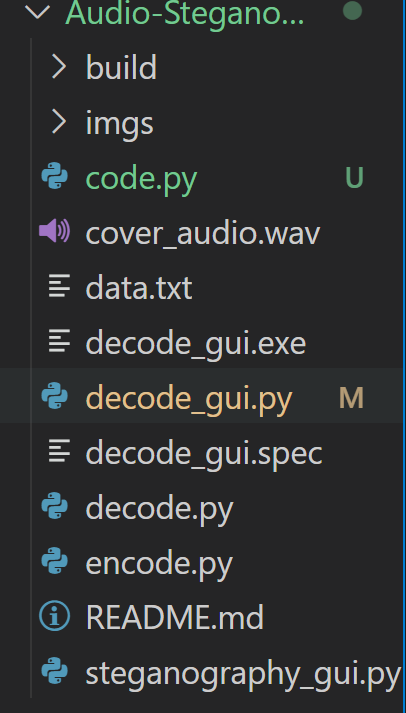 Audio-Stegano...
build
imgs
code.py U
cover_audio.wav
data.txt
decode_gui.exe
decode_gui.py M
decode_gui.spec
decode.py
encode.py
README.md
steganography_gui.py